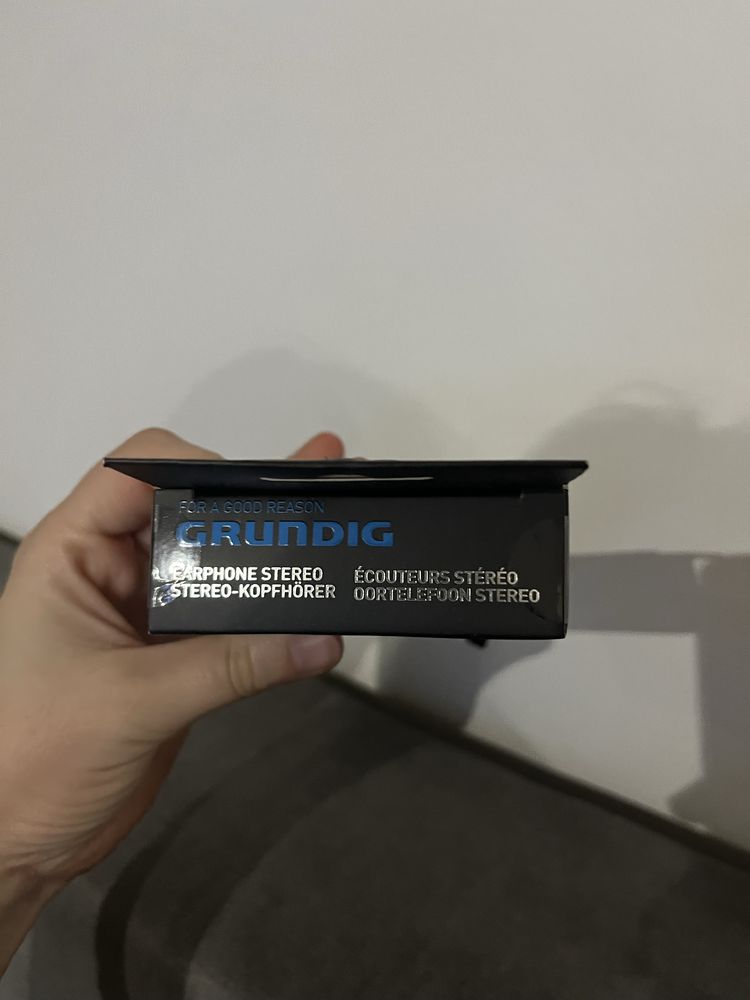 FOR A GOOD REASON
GRUNDIG
EARPHONE STEREO
STEREO-KOPFHÖRER
ÉCOUTEURS STÉRÉO
OORTELEFOON STEREO